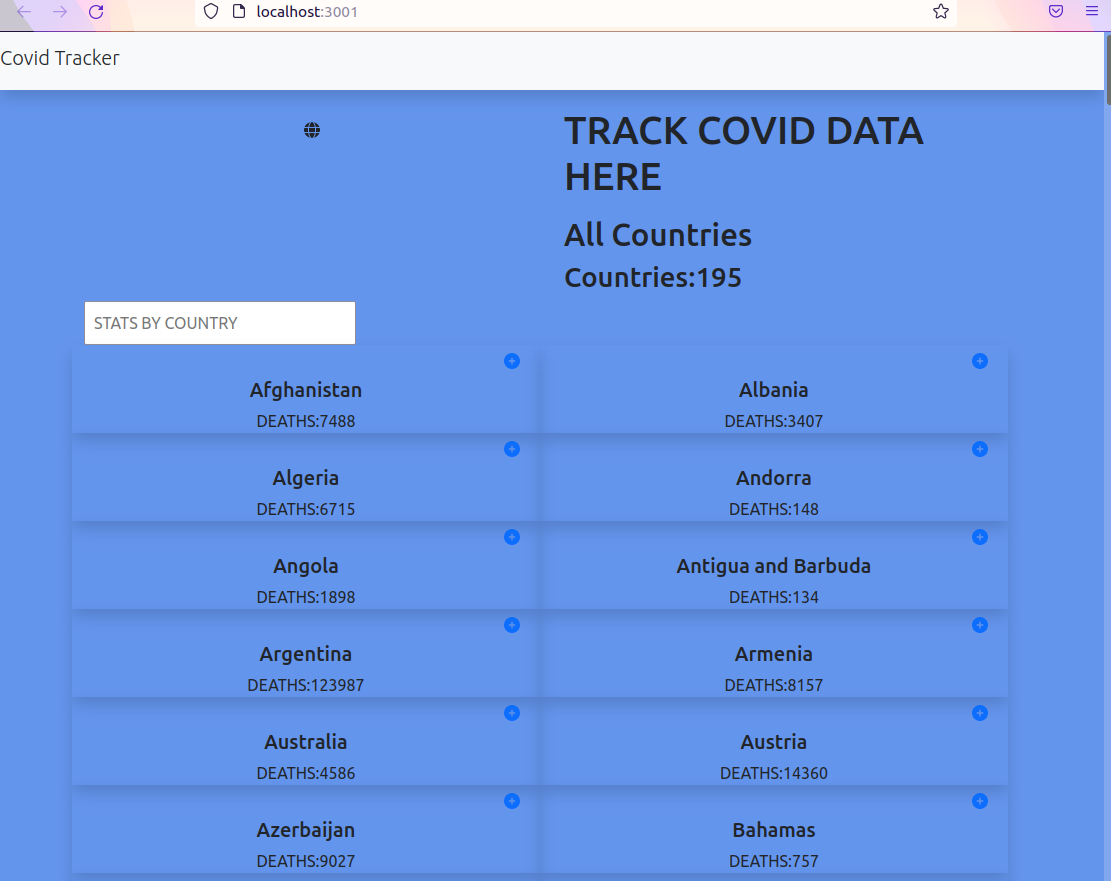 localhost:3001
Covid Tracker
TRACK COVID DATA
HERE
All Countries
Countries:195
STATS BY COUNTRY
Afghanistan
DEATHS:7488
Albania
DEATHS:3407
Algeria
DEATHS:6715
Andorra
DEATHS:148
Angola
DEATHS:1898
Antigua and Barbuda
DEATHS:134
Argentina
DEATHS:123987
Armenia
DEATHS:8157
Australia
DEATHS:4586
Austria
DEATHS:14360
Azerbaijan
DEATHS:9027
Bahamas
DEATHS:757